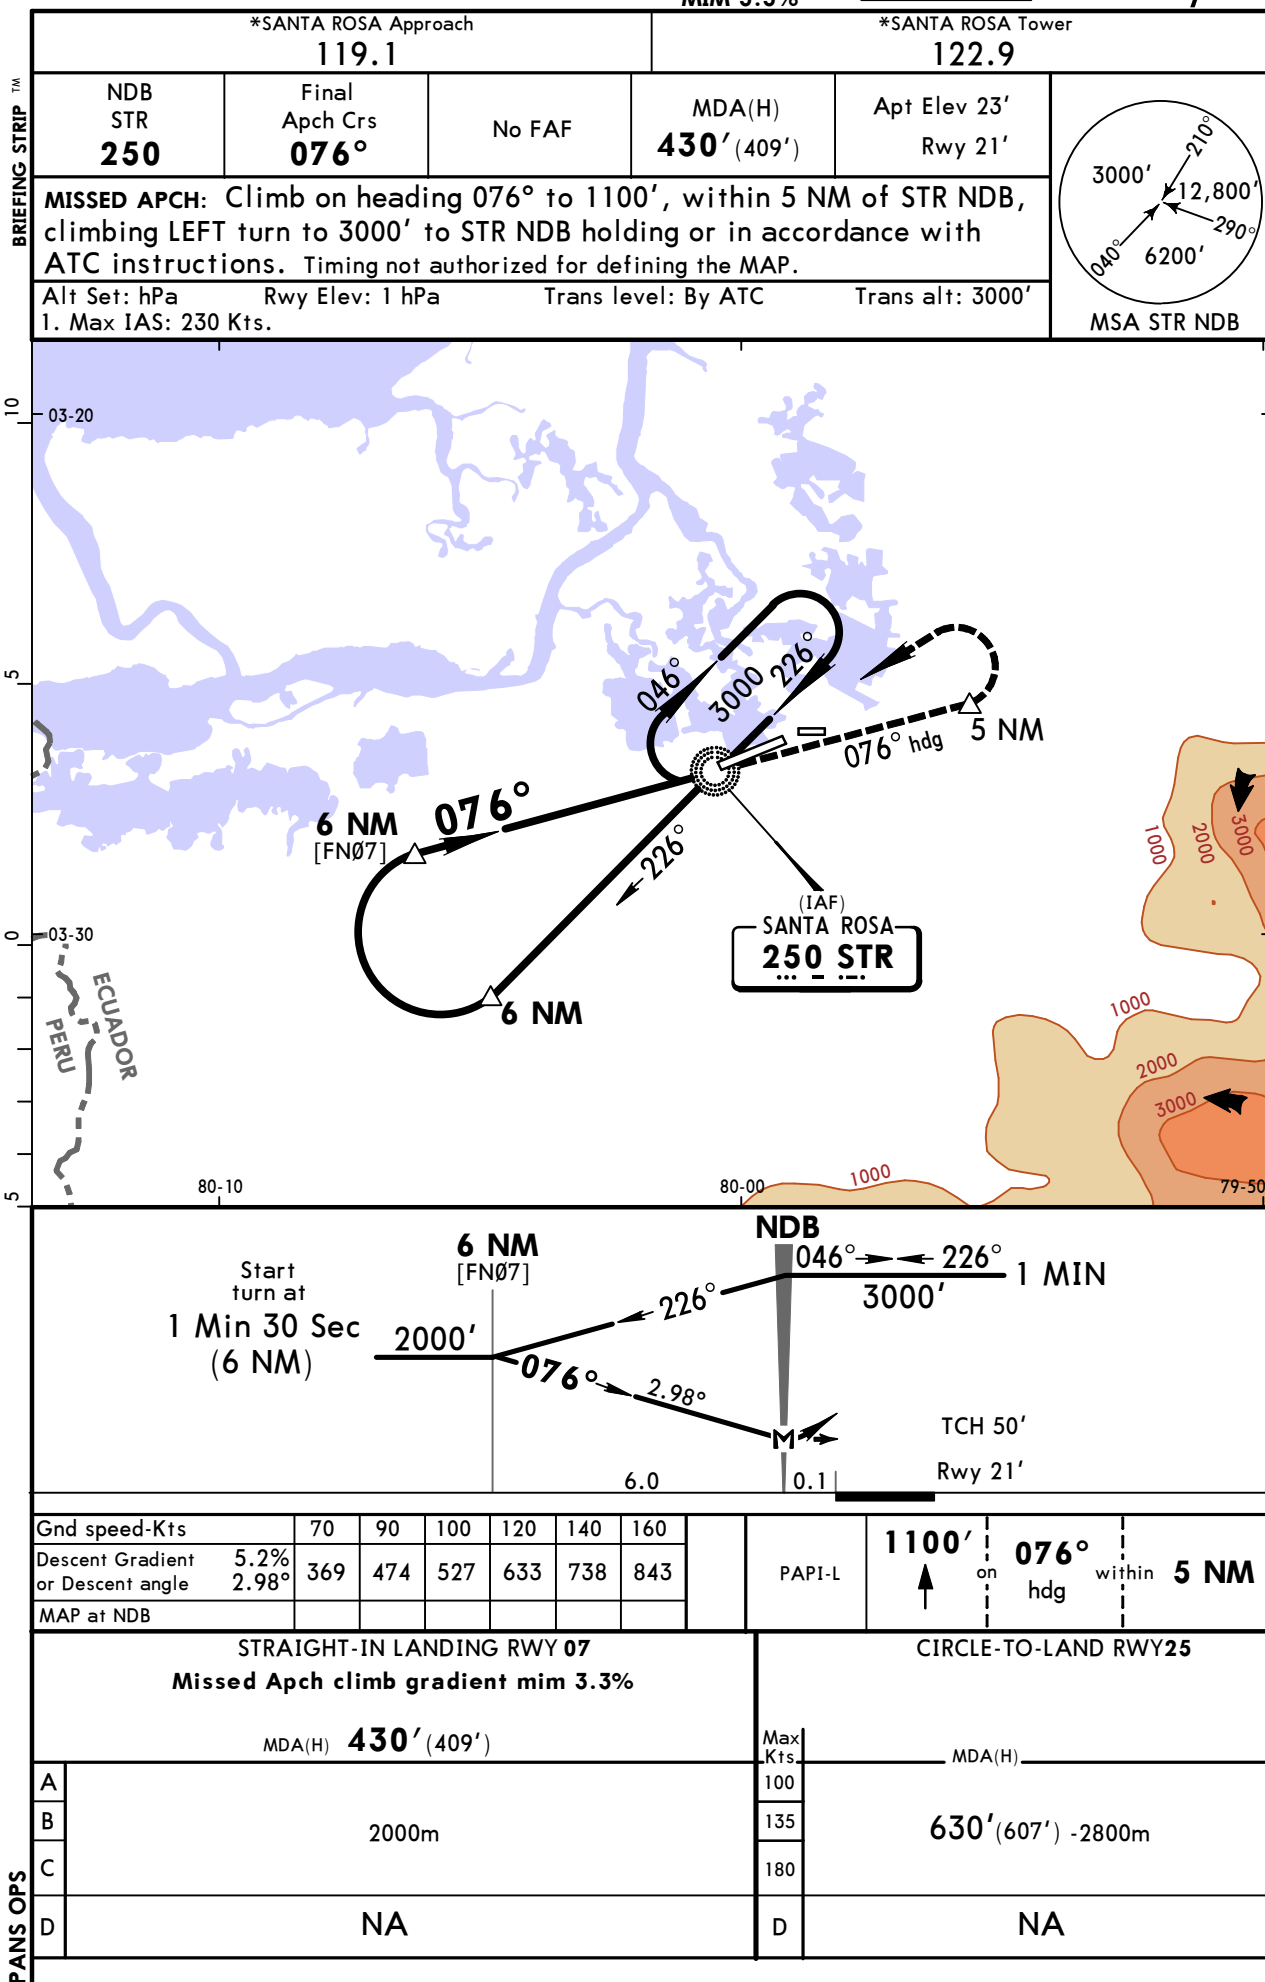 MIM 3.3%
*SANTA ROSA Approach
119.1
*SANTA ROSA Tower
122.9
BRIEFING STRIP TM
NDB
STR
250
Final
Apch Crs
076°
No FAF
MDA(H)
430'(409')
Apt Elev 23'
Rwy 21'
MISSED APCH: Climb on heading 076° to 1100', within 5 NM of STR NDB,
climbing LEFT turn to 3000' to STR NDB holding or in accordance with
ATC instructions. Timing not authorized for defining the MAP.
Alt Set: hPa Rwy Elev: 1 hPa Trans level: By ATC Trans alt: 3000'
1. Max IAS: 230 Kts.
210°
3000'
12,800'
290°
040°
6200'
MSA STR NDB
10
03-20
5
046°
3000
226°
076° hdg
5 NM
6 NM
[FNØ7]
076°
226°
(IAF)
SANTA ROSA
250 STR
1000
2000
3000
0
03-30
6 NM
ECUADOR
PERU
1000
2000
3000
1000
5
80-10
80-00
79-50
NDB
6 NM
[FNØ7]
046°
226°
1 MIN
3000'
Start
turn at
1 Min 30 Sec
(6 NM)
2000'
226°
076°
2.98°
M
TCH 50'
Rwy 21'
6.0
0.1
Gnd speed-Kts 70 90 100 120 140 160
Descent Gradient 5.2%
or Descent angle 2.98° 369 474 527 633 738 843
MAP at NDB
PAPI-L
1100'
on
076°
hdg
within
5 NM
STRAIGHT-IN LANDING RWY 07
Missed Apch climb gradient mim 3.3%
MDA(H) 430'(409')
CIRCLE-TO-LAND RWY25
Max
Kts
MDA(H)
A
B
C
D
2000m
NA
100
135
180
D
630'(607') -2800m
NA
PANS OPS